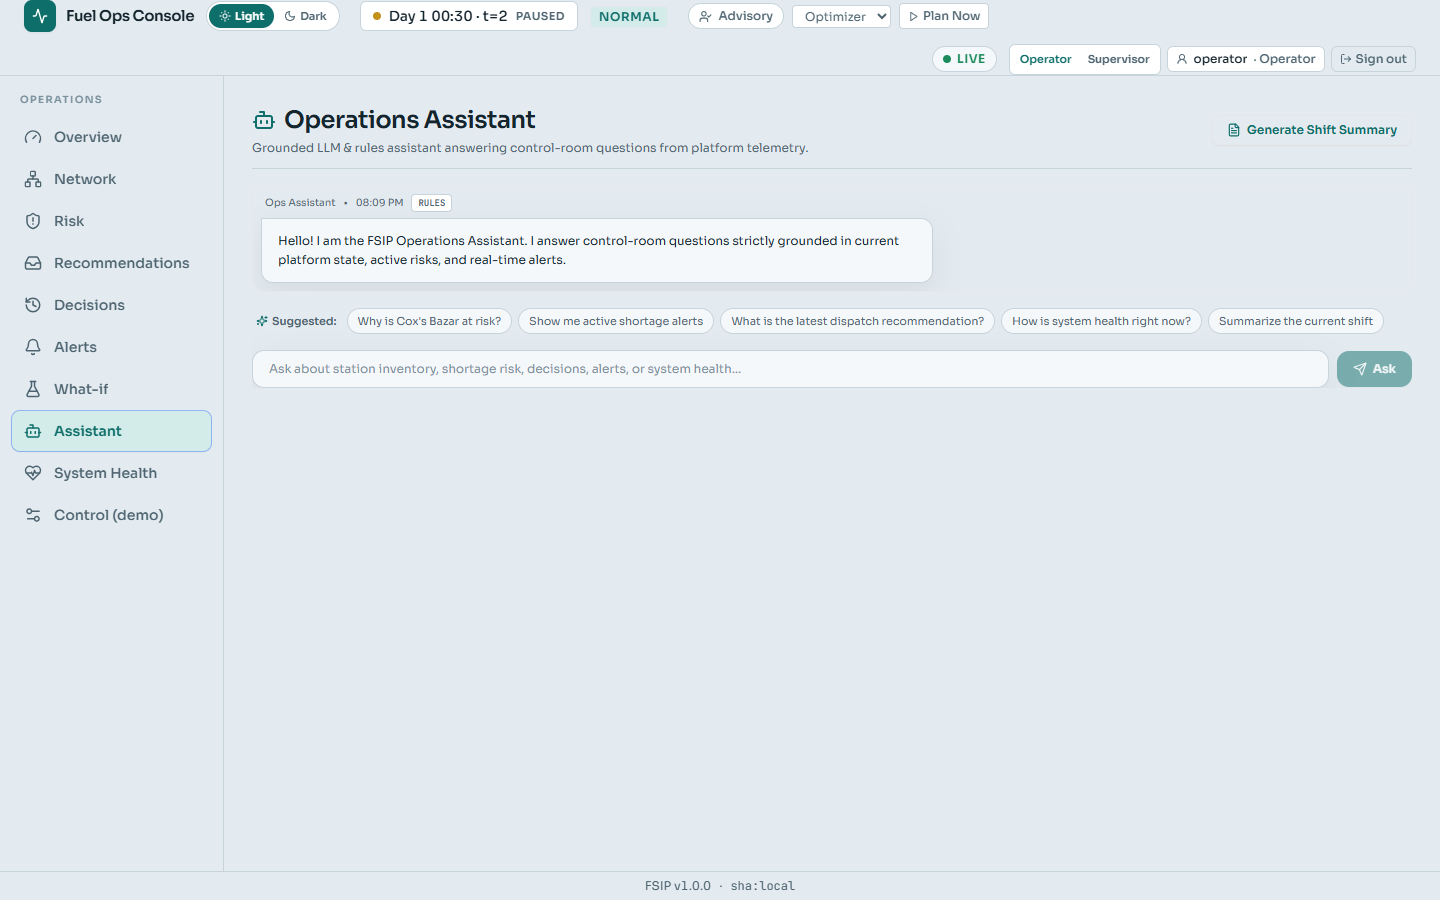 Fuel Ops Console
Light
Dark
Day 1 00:30 · t=2 PAUSED
NORMAL
Advisory
Optimizer
Plan Now
LIVE
Operator
Supervisor
operator · Operator
Sign out
OPERATIONS
Overview
Network
Risk
Recommendations
Decisions
Alerts
What-if
Assistant
System Health
Control (demo)
Operations Assistant
Grounded LLM & rules assistant answering control-room questions from platform telemetry.
Generate Shift Summary
Ops Assistant • 08:09 PM RULES
Hello! I am the FSIP Operations Assistant. I answer control-room questions strictly grounded in current
platform state, active risks, and real-time alerts.
Suggested:
Why is Cox's Bazar at risk?
Show me active shortage alerts
What is the latest dispatch recommendation?
How is system health right now?
Summarize the current shift
Ask about station inventory, shortage risk, decisions, alerts, or system health...
Ask
FSIP v1.0.0 · sha:local